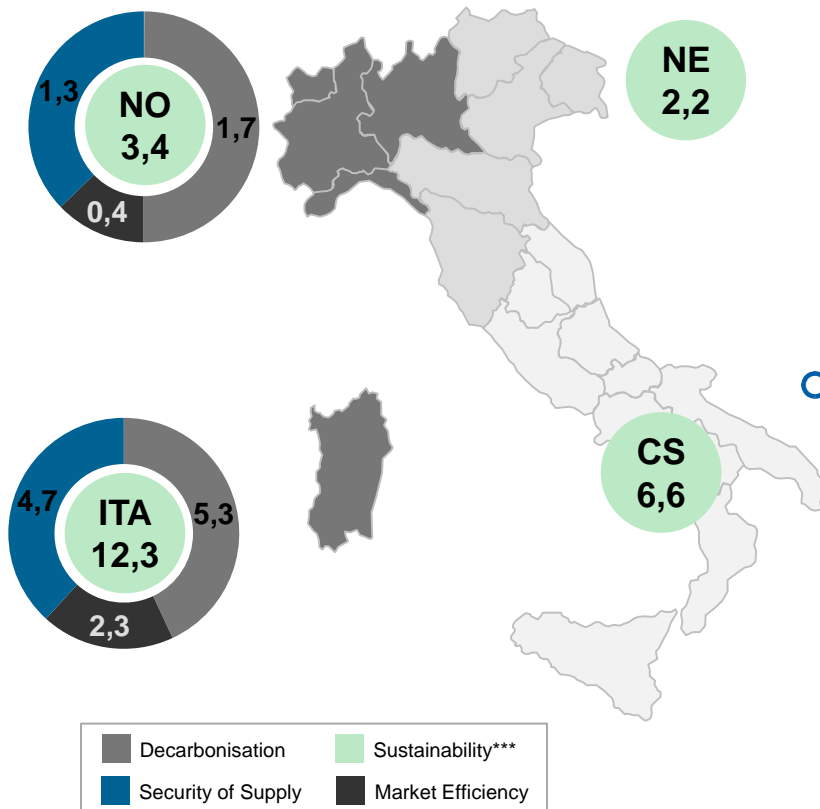 NO
3,4
1,3
1,7
0,4
NE
2,2
CS
6,6
ITA
12,3
4,7
5,3
2,3
Decarbonisation
Sustainability***
Security of Supply
Market Efficiency